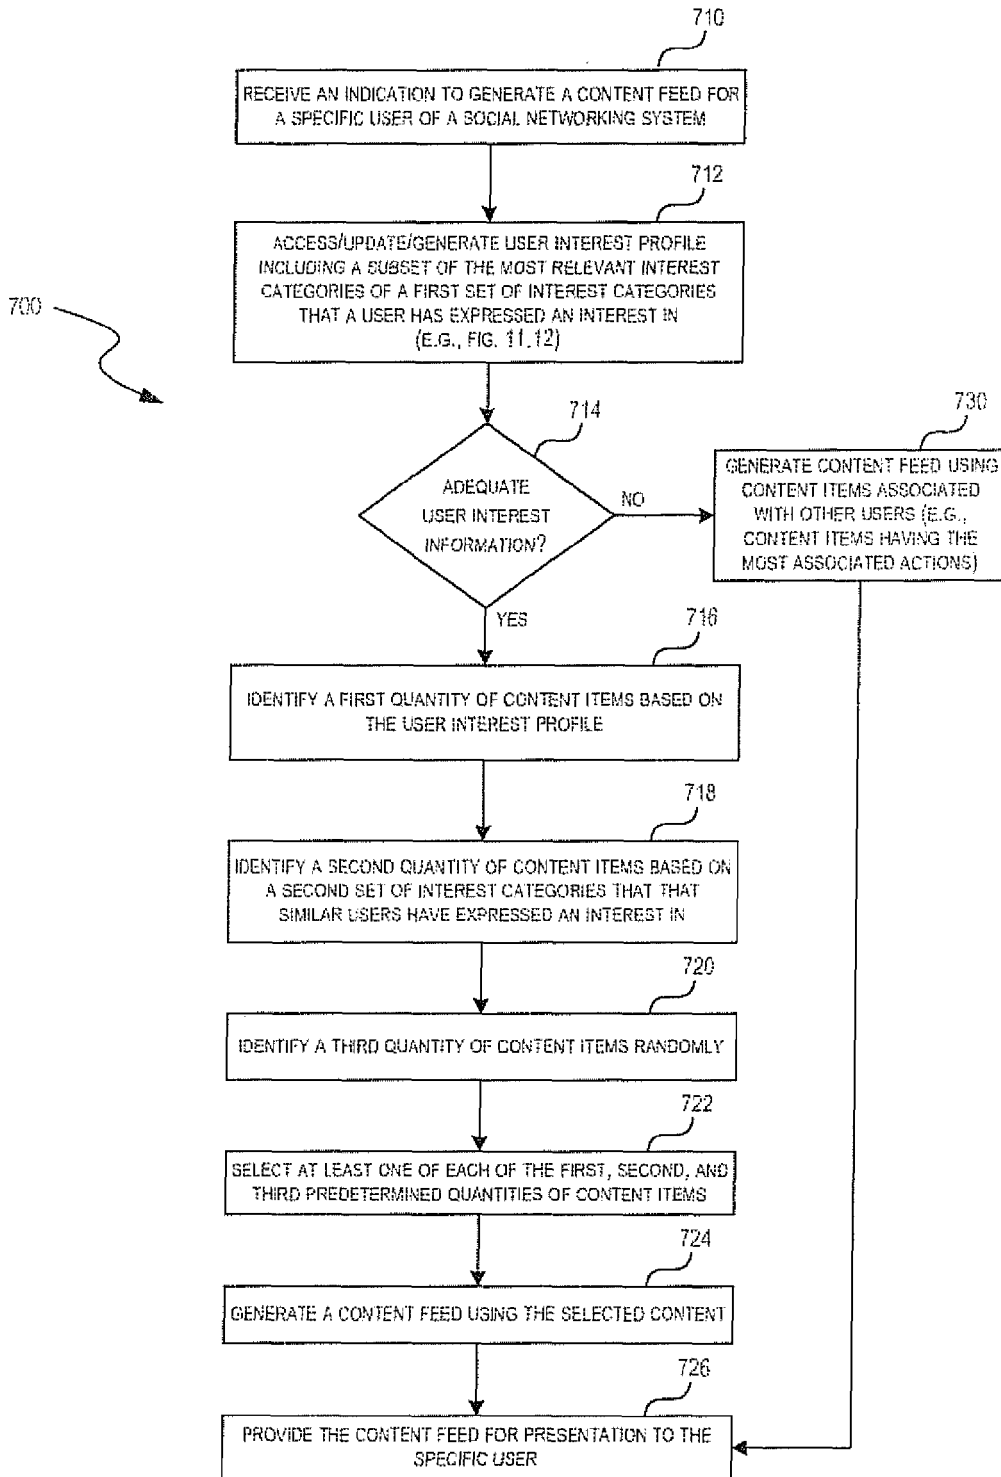 710
RECEIVE AN INDICATION TO GENERATE A CONTENT FEED FOR
A SPECIFIC USER OF A SOCIAL NETWORKING SYSTEM
712
ACCESS/UPDATE/GENERATE USER INTEREST PROFILE
INCLUDING A SUBSET OF THE MOST RELEVANT INTEREST
CATEGORIES OF A FIRST SET OF INTEREST CATEGORIES
THAT A USER HAS EXPRESSED AN INTEREST IN
(E.G., FIG. 11.12)
700
714
ADEQUATE
USER INTEREST
INFORMATION?
NO
YES
730
GENERATE CONTENT FEED USING
CONTENT ITEMS ASSOCIATED
WITH OTHER USERS (E.G.,
CONTENT ITEMS HAVING THE
MOST ASSOCIATED ACTIONS)
716
IDENTIFY A FIRST QUANTITY OF CONTENT ITEMS BASED ON
THE USER INTEREST PROFILE
718
IDENTIFY A SECOND QUANTITY OF CONTENT ITEMS BASED ON
A SECOND SET OF INTEREST CATEGORIES THAT THAT
SIMILAR USERS HAVE EXPRESSED AN INTEREST IN
720
IDENTIFY A THIRD QUANTITY OF CONTENT ITEMS RANDOMLY
722
SELECT AT LEAST ONE OF EACH OF THE FIRST, SECOND, AND
THIRD PREDETERMINED QUANTITIES OF CONTENT ITEMS
724
GENERATE A CONTENT FEED USING THE SELECTED CONTENT
726
PROVIDE THE CONTENT FEED FOR PRESENTATION TO THE
SPECIFIC USER